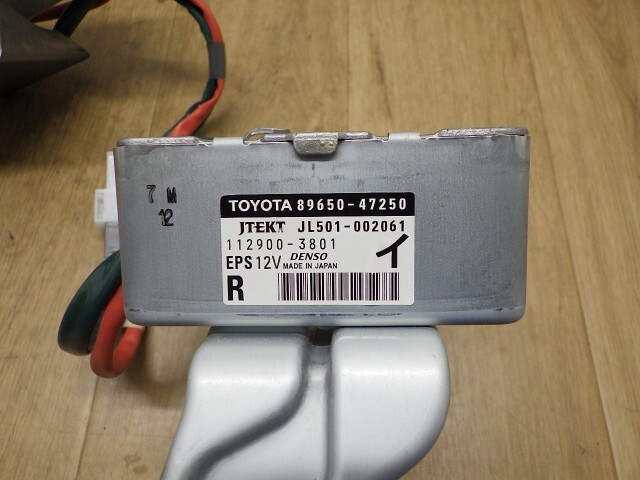 7 M
12
TOYOTA 89650-47250
JTEKT JL501-002061
112900-3801 イ
EPS 12V DENSO MADE IN JAPAN
R